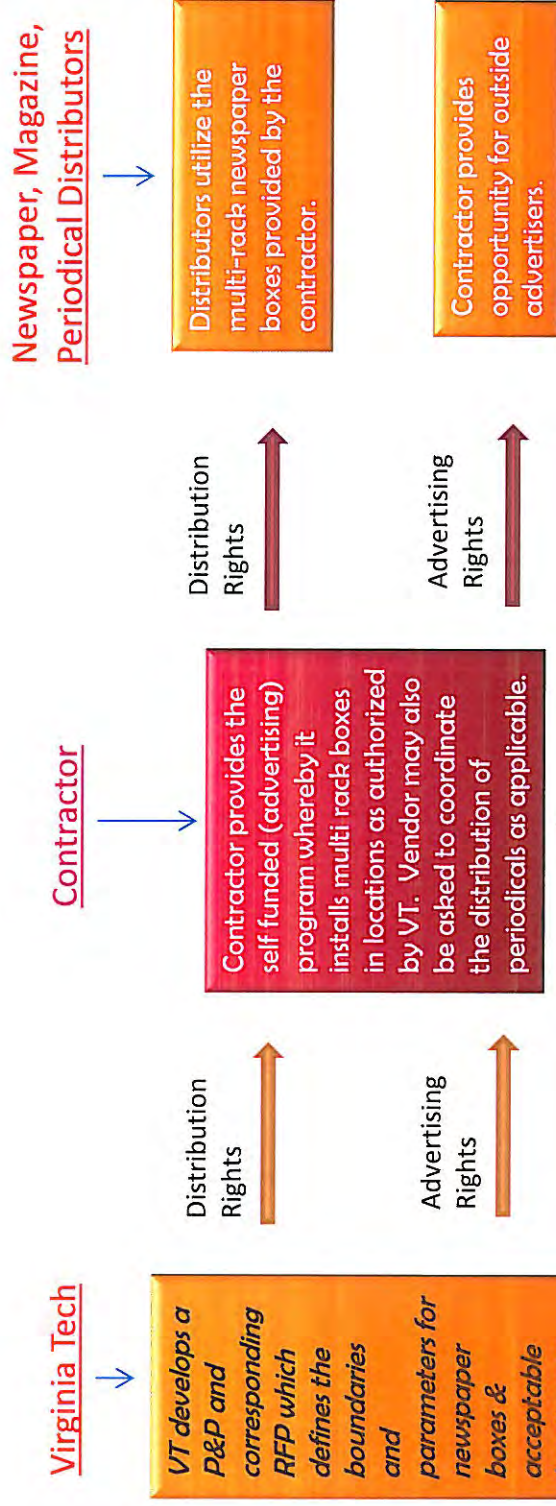 Virginia Tech
VT develops a
P&P and
corresponding
RFP which
defines the
boundaries
and
parameters for
newspaper
boxes &
acceptable
Distribution
Rights
Advertising
Rights
Contractor
Contractor provides the
self funded (advertising)
program whereby it
installs multi rack boxes
in locations as authorized
by VT. Vendor may also
be asked to coordinate
the distribution of
periodicals as applicable.
Distribution
Rights
Advertising
Rights
Newspaper, Magazine,
Periodical Distributors
Distributors utilize the
multi-rack newspaper
boxes provided by the
contractor.
Contractor provides
opportunity for outside
advertisers.